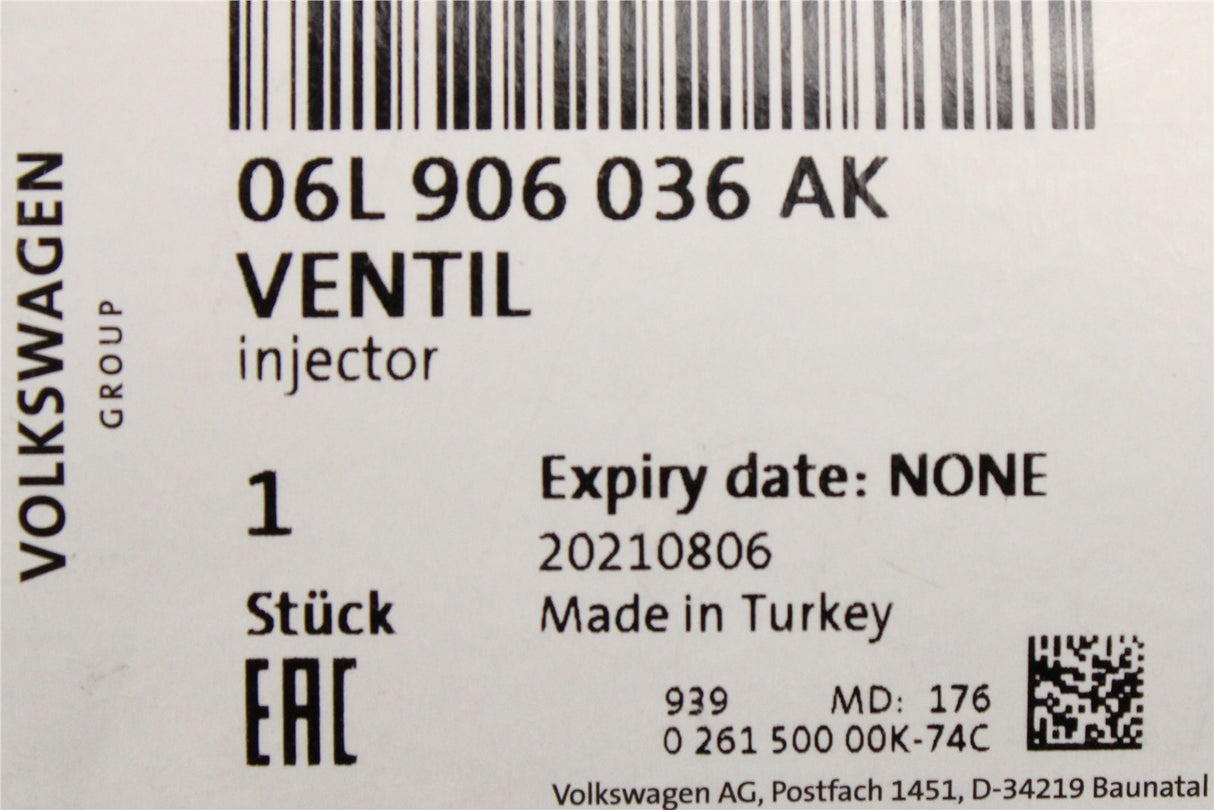 VOLKSWAGEN
GROUP
06L 906 036 AK
VENTIL
injector
1
Stück
EAC
Expiry date: NONE
20210806
Made in Turkey
939 MD: 176
0 261 500 00K-74C
Volkswagen AG, Postfach 1451, D-34219 Baunatal